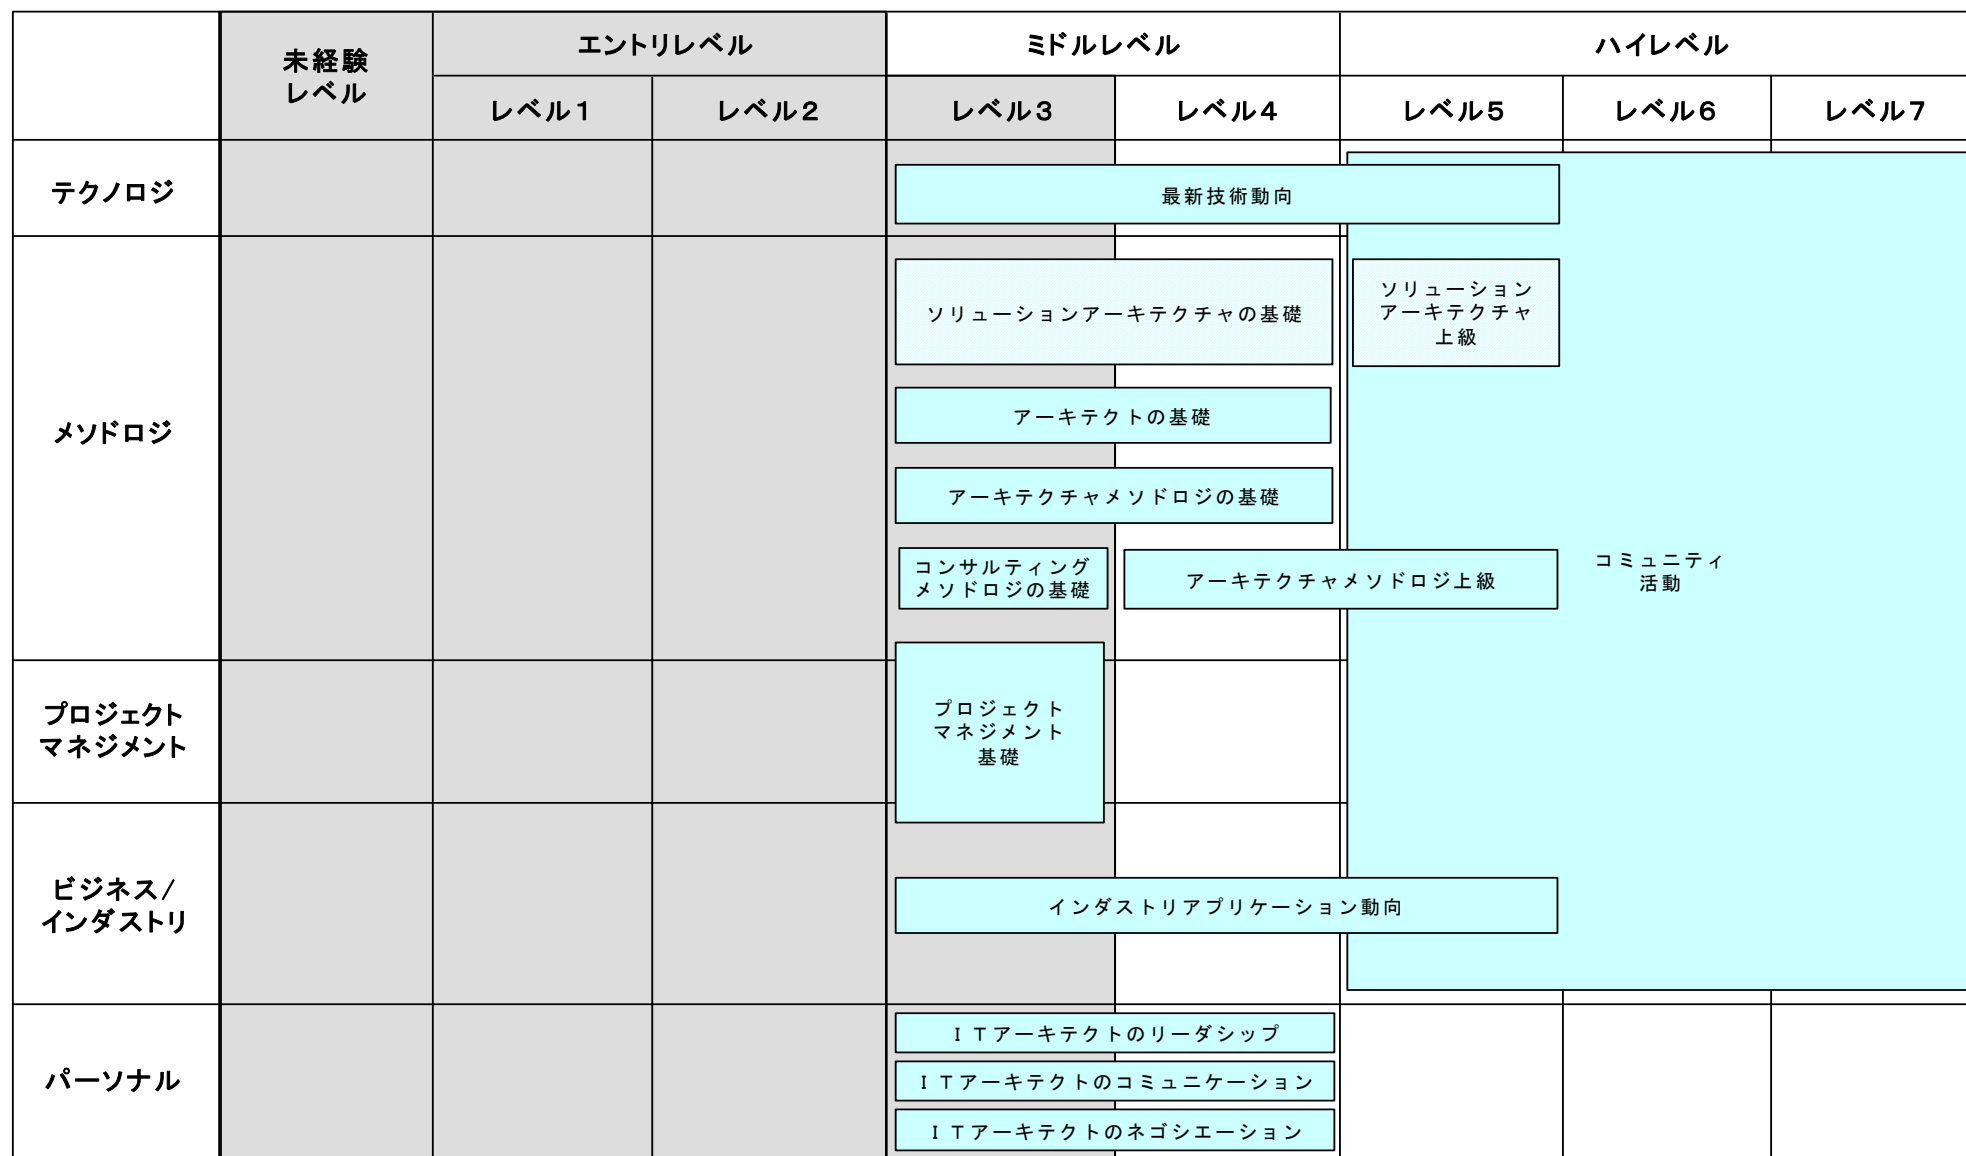 未経験
レベル
エントリレベル
ミドルレベル
ハイレベル
レベル1
レベル2
レベル3
レベル4
レベル5
レベル6
レベル7
テクノロジ
最新技術動向
メソドロジ
ソリューションアーキテクチャの基礎
ソリューション
アーキテクチャ
上級
アーキテクトの基礎
アーキテクチャメソドロジの基礎
コンサルティング
メソドロジの基礎
アーキテクチャメソドロジ上級
コミュニティ
活動
プロジェクト
マネジメント
プロジェクト
マネジメント
基礎
ビジネス/
インダストリ
インダストリアプリケーション動向
パーソナル
ITアーキテクトのリーダシップ
ITアーキテクトのコミュニケーション
ITアーキテクトのネゴシエーション